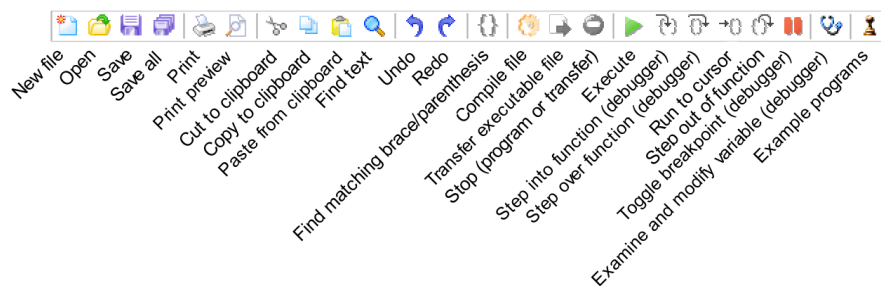 New file
Open
Save
Save all
Print
Print preview
Cut to clipboard
Copy to clipboard
Paste from clipboard
Find text
Undo
Redo
Find matching brace/parenthesis
Compile file
Transfer executable file
Stop (program or transfer)
Execute
Step into function (debugger)
Step over function (debugger)
Run to cursor
Step out of function
Toggle breakpoint (debugger)
Examine and modify variable (debugger)
Example programs